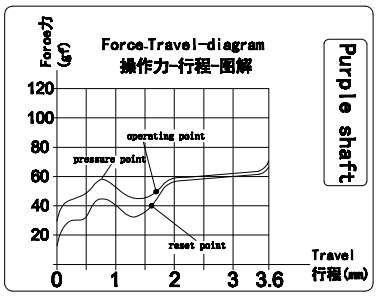 Force-Travel-diagram
操作力-行程-图解
Force力
(gf)
120
100
80
60
40
20
operating point
pressure point
reset point
0 1 2 3 3.6
Travel
行程(mm)
Purple shaft